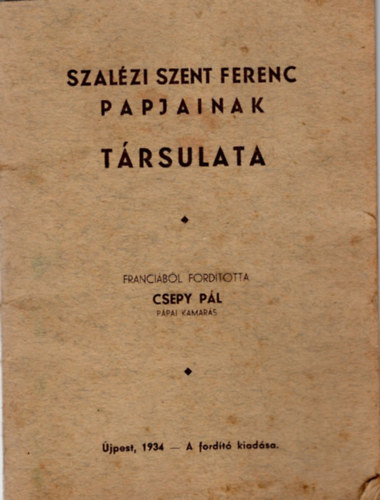 SZALÉZI SZENT FERENC
PAPJAINAK
TÁRSULATA
FRANCIÁBÓL FORDÍTOTTA
CSEPY PÁL
PÁPAI KAMARÁS
Újpest, 1934 — A fordító kiadása.